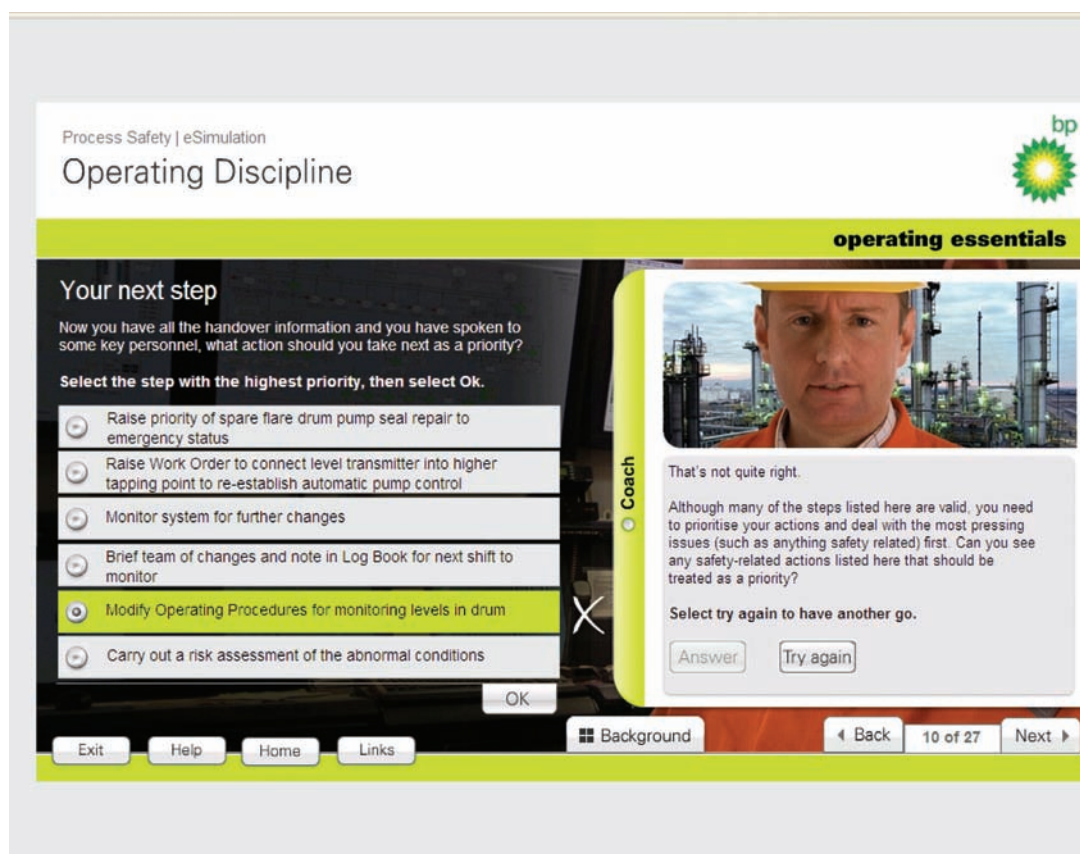 Process Safety | eSimulation
Operating Discipline
bp
operating essentials
Your next step
Now you have all the handover information and you have spoken to
some key personnel, what action should you take next as a priority?
Select the step with the highest priority, then select Ok.
Raise priority of spare flare drum pump seal repair to
emergency status
Raise Work Order to connect level transmitter into higher
tapping point to re-establish automatic pump control
Monitor system for further changes
Brief team of changes and note in Log Book for next shift to
monitor
Modify Operating Procedures for monitoring levels in drum
Carry out a risk assessment of the abnormal conditions
OK
Coach
That's not quite right.
Although many of the steps listed here are valid, you need
to prioritise your actions and deal with the most pressing
issues (such as anything safety related) first. Can you see
any safety-related actions listed here that should be
treated as a priority?
Select try again to have another go.
Answer
Try again
Background
Back
10 of 27
Next
Exit
Help
Home
Links